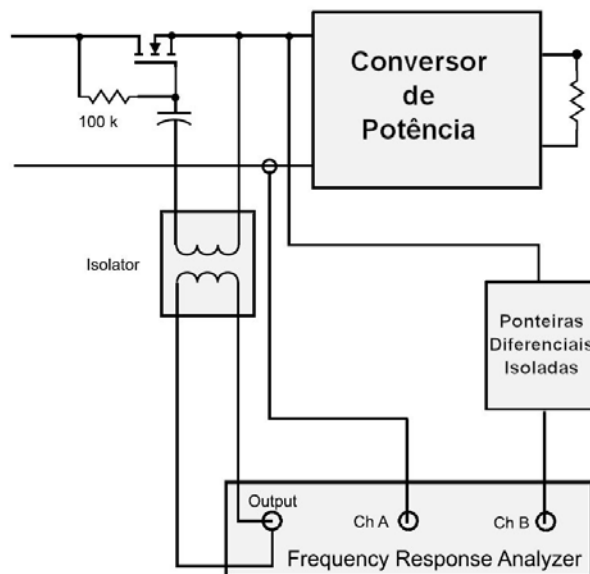 Conversor
de
Potência
100 k
Isolator
Ponteiras
Diferenciais
Isoladas
Output
Ch A
Ch B
Frequency Response Analyzer